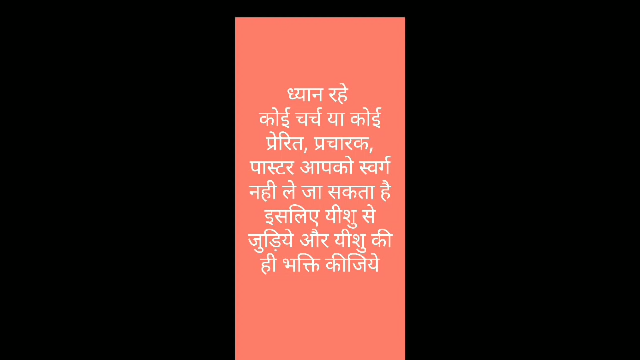 ध्यान रहे
कोई चर्च या कोई
प्रेरित, प्रचारक,
पास्टर आपको स्वर्ग
नही ले जा सकता है
इसलिए यीशु से
जुड़िये और यीशु की
ही भक्ति कीजिये